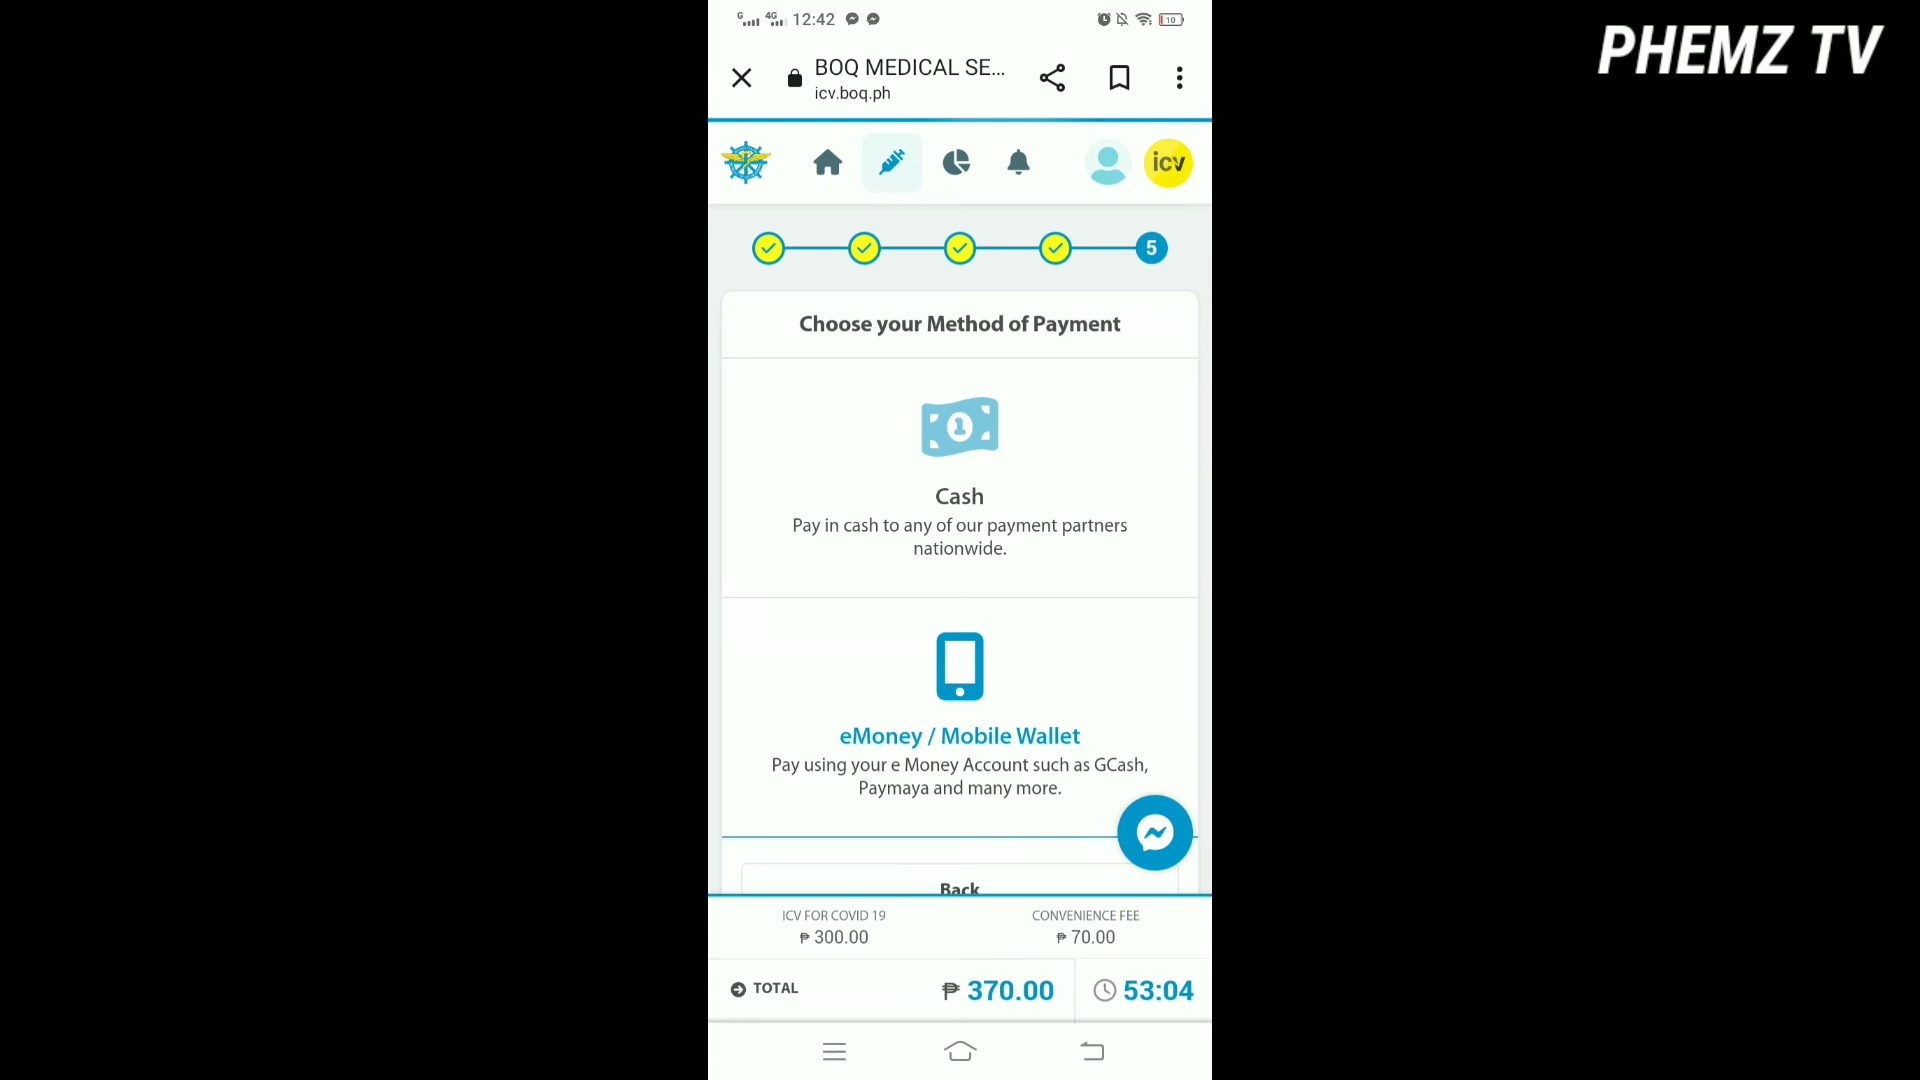 PHEMZ TV
G 4G 12:42 10
BOQ MEDICAL SE...
icv.boq.ph
icv
5
Choose your Method of Payment
1
Cash
Pay in cash to any of our payment partners
nationwide.
eMoney / Mobile Wallet
Pay using your e Money Account such as GCash,
Paymaya and many more.
Back
ICV FOR COVID 19 CONVENIENCE FEE
₱ 300.00 ₱ 70.00
TOTAL ₱ 370.00 53:04